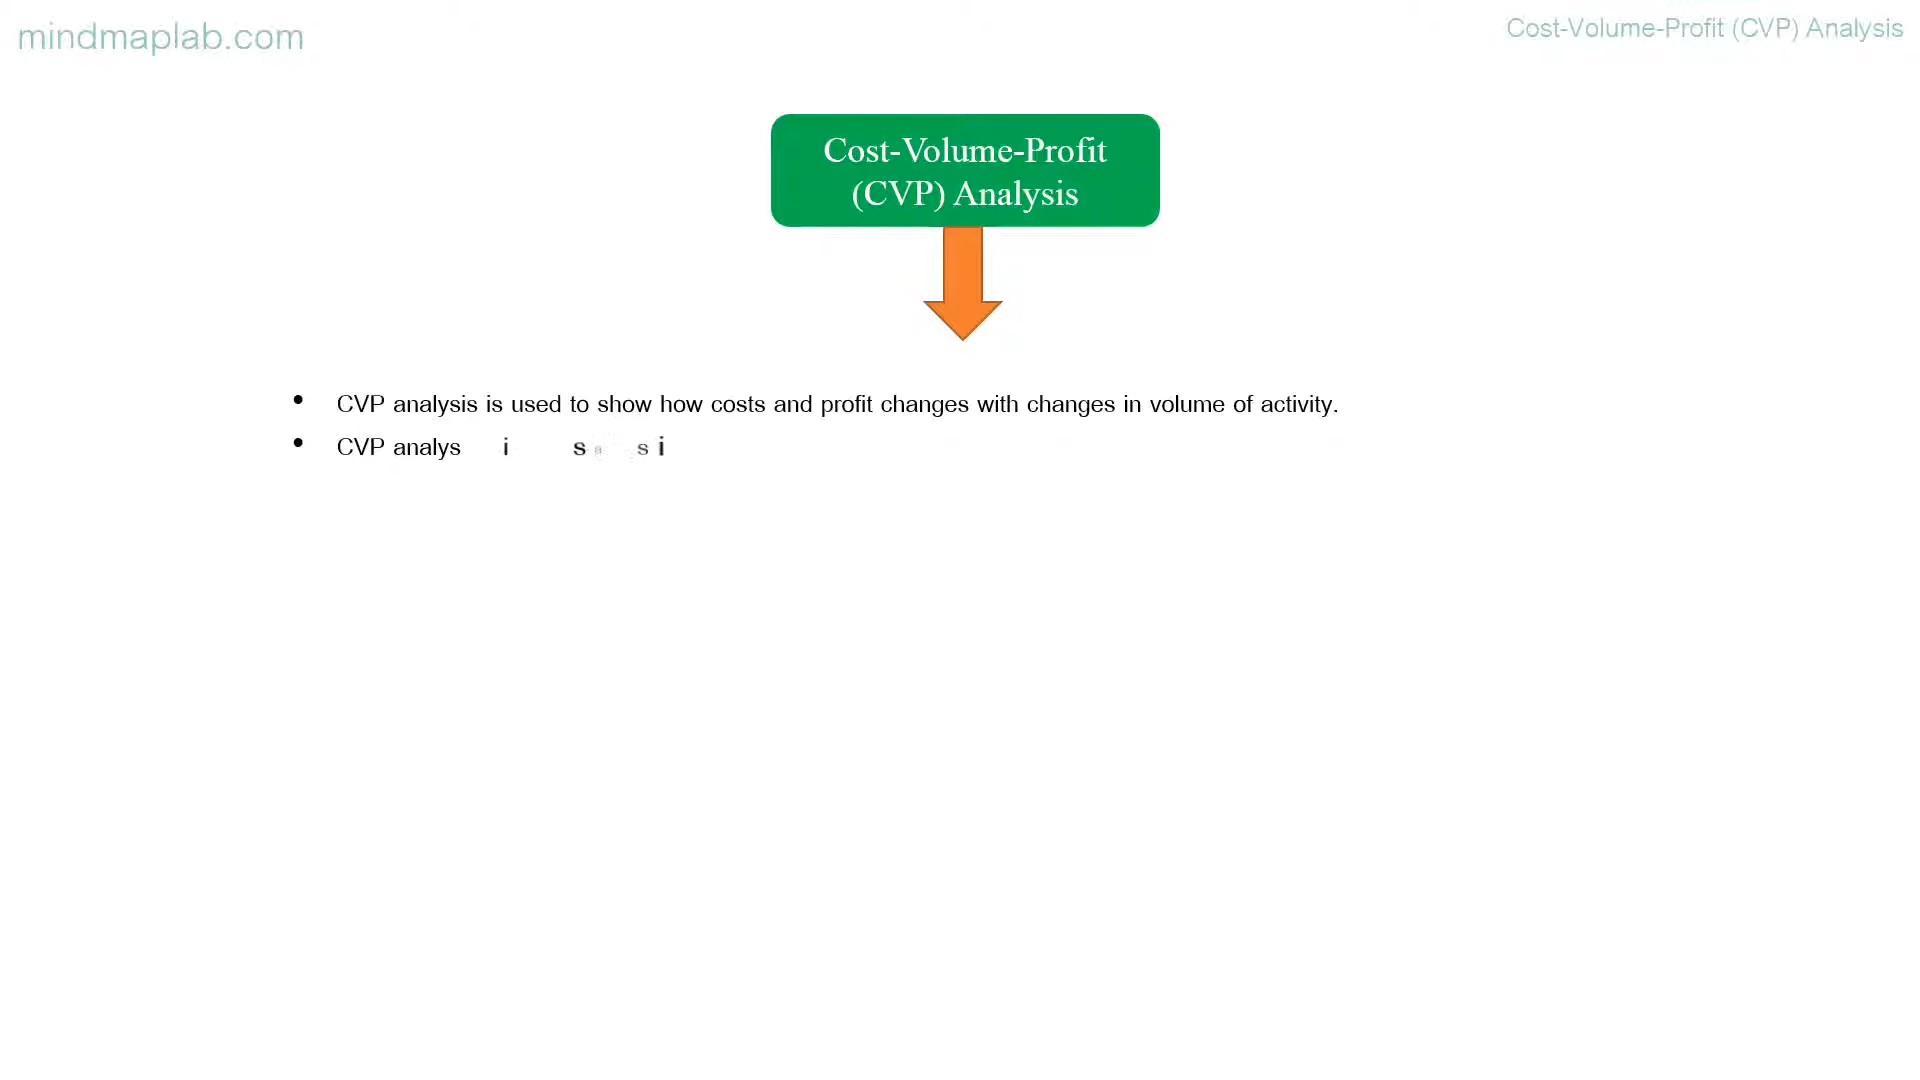 mindmaplab.com
Cost-Volume-Profit (CVP) Analysis
Cost-Volume-Profit
(CVP) Analysis
• CVP analysis is used to show how costs and profit changes with changes in volume of activity.
• CVP analys